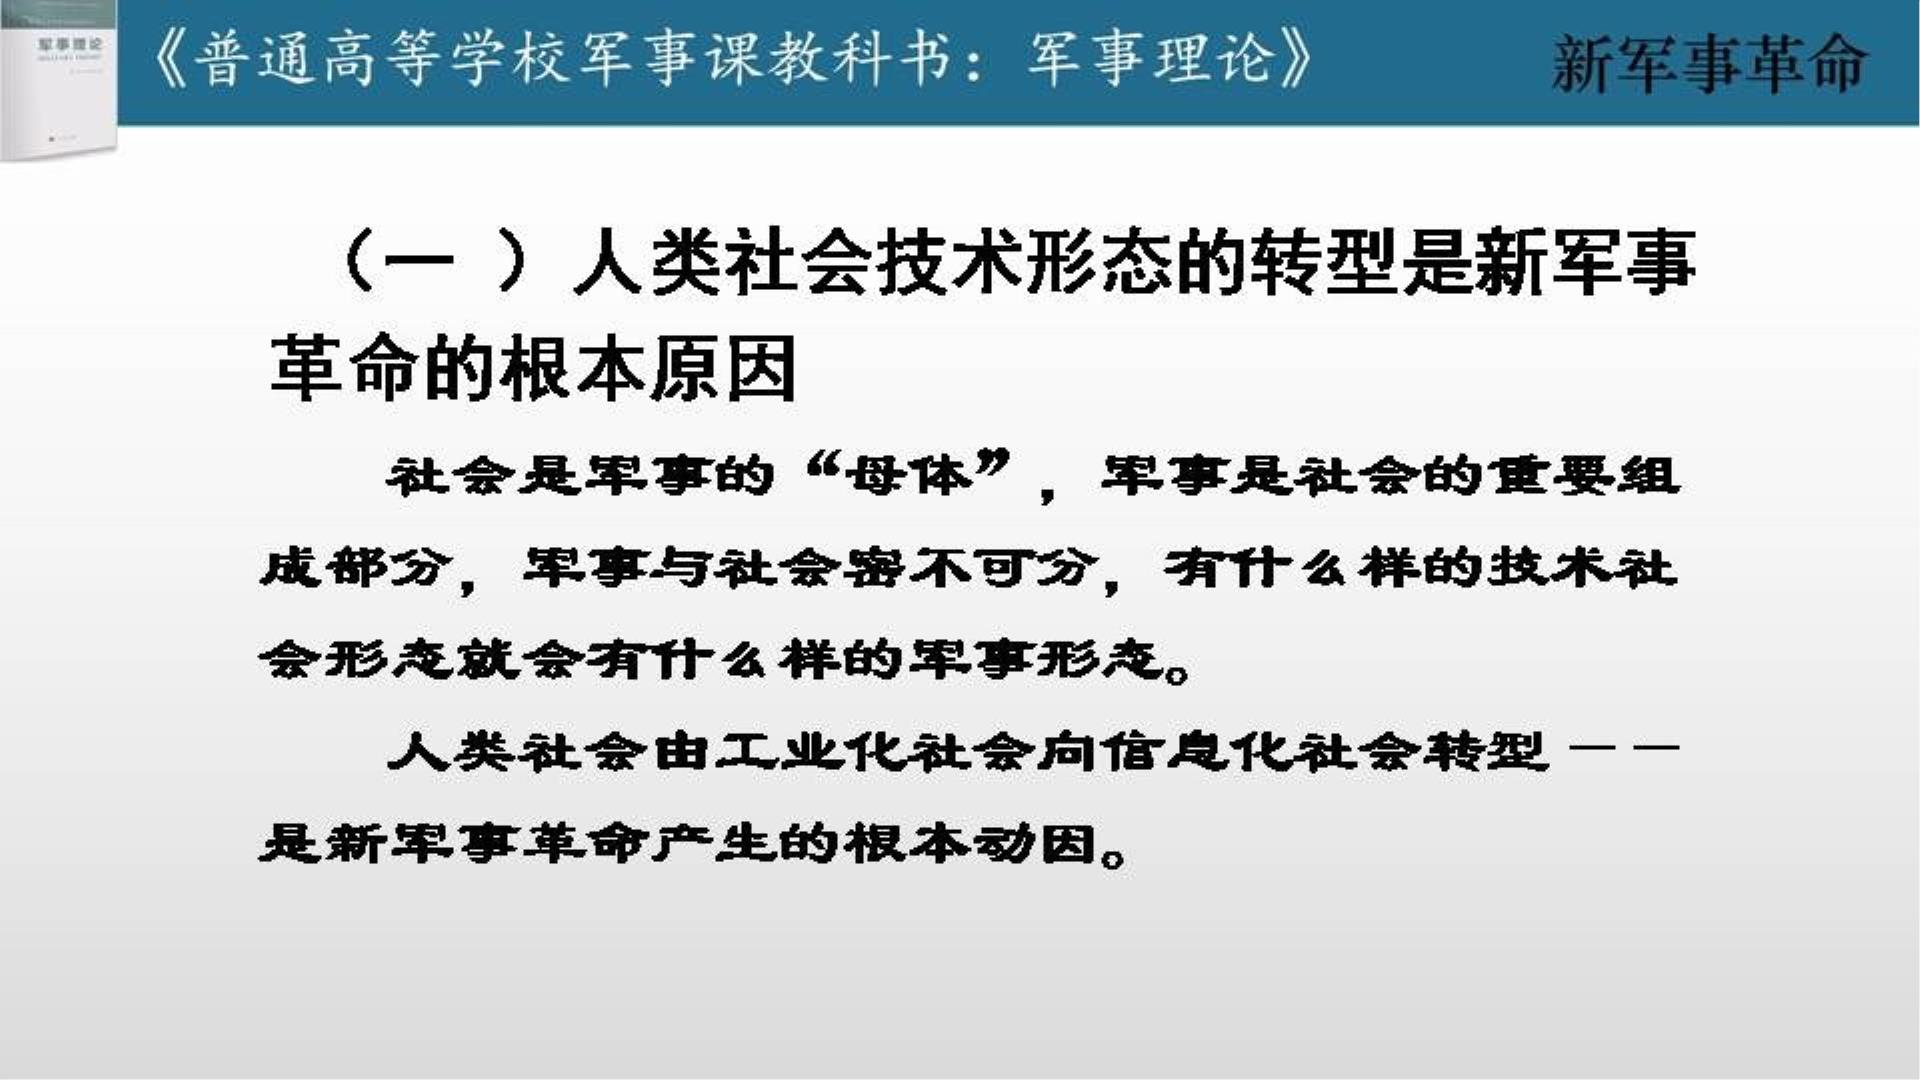 军事理论
《普通高等学校军事课教科书：军事理论》
新军事革命
（一 ）人类社会技术形态的转型是新军事
革命的根本原因
社会是军事的“母体”，军事是社会的重要组
成部分，军事与社会密不可分，有什么样的技术社
会形态就会有什么样的军事形态。
人类社会由工业化社会向信息化社会转型－－
是新军事革命产生的根本动因。